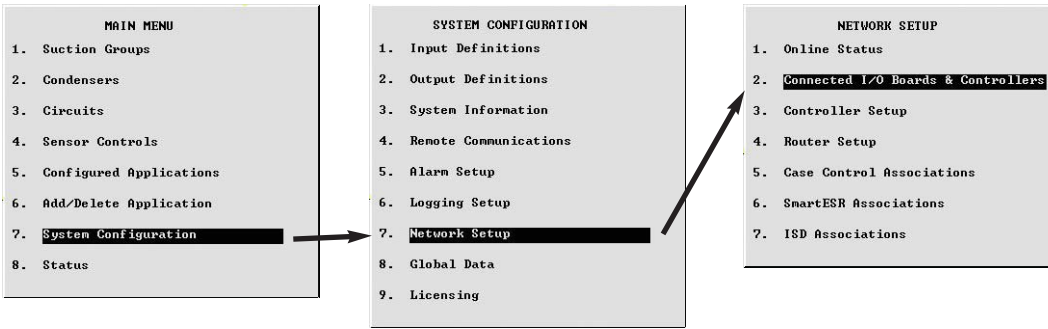 MAIN MENU
1. Suction Groups
2. Condensers
3. Circuits
4. Sensor Controls
5. Configured Applications
6. Add/Delete Application
7. System Configuration
8. Status
SYSTEM CONFIGURATION
1. Input Definitions
2. Output Definitions
3. System Information
4. Remote Communications
5. Alarm Setup
6. Logging Setup
7. Network Setup
8. Global Data
9. Licensing
NETWORK SETUP
1. Online Status
2. Connected I/O Boards & Controllers
3. Controller Setup
4. Router Setup
5. Case Control Associations
6. SmartESR Associations
7. ISD Associations